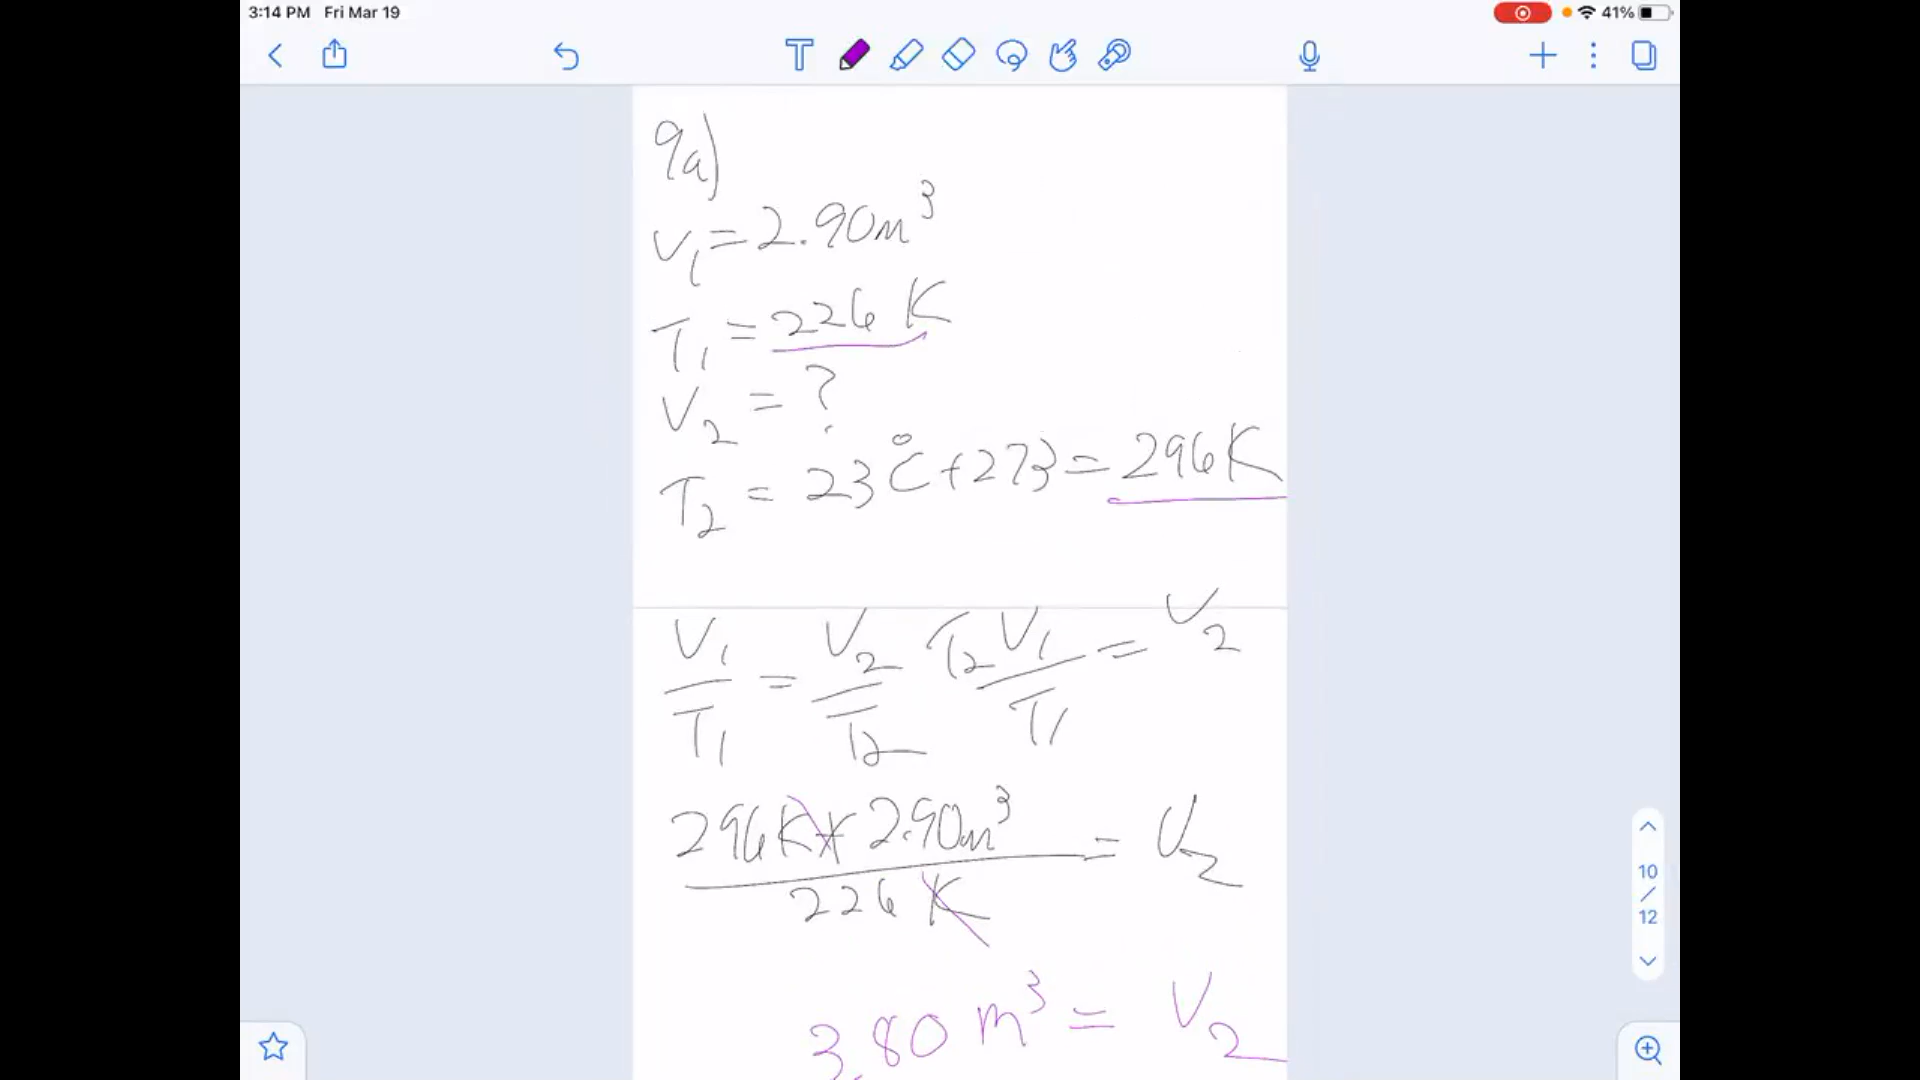 3:14 PM Fri Mar 19 41%
T
9a)
V₁ = 2.90m³
T₁ = 226 K
V₂ = ?
T₂ = 23°C+273 = 296K
V₁/T₁ = V₂/T₂ T₂V₁/T₁ = V₂
296K * 2.90m³ / 226 K = V₂
3.80 m³ = V₂
10
/
12